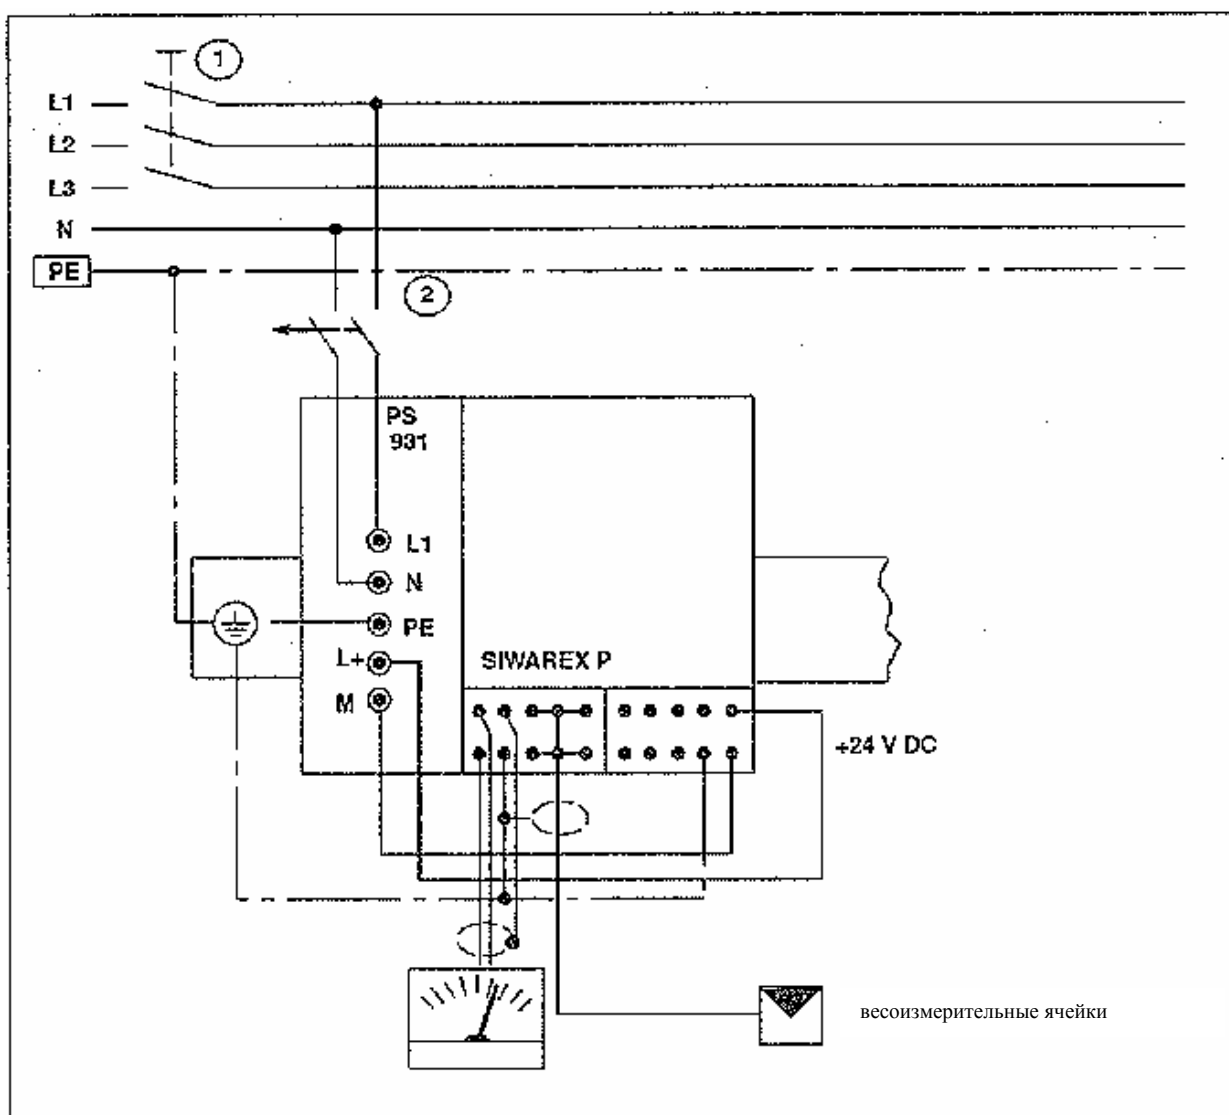 1
L1
L2
L3
N
PE
2
PS
931
L1
N
PE
L+
M
SIWAREX P
+24 V DC
весоизмерительные ячейки